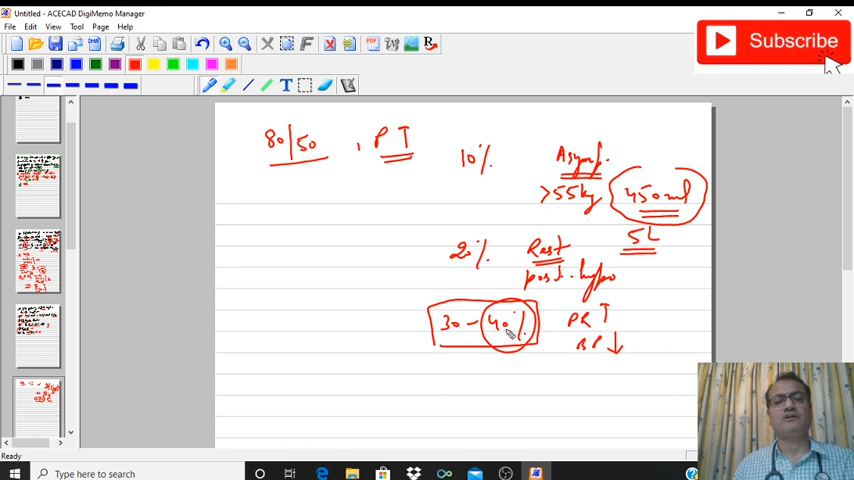 Untitled - ACECAD DigiMemo Manager
File Edit View Tool Page Help
Subscribe
80/50 , P ↑
10% Asymp.
>55kg 450ml
5L
20% Rest
post. hypo
30 - 40% PR ↑
BP ↓
Ready
Type here to search